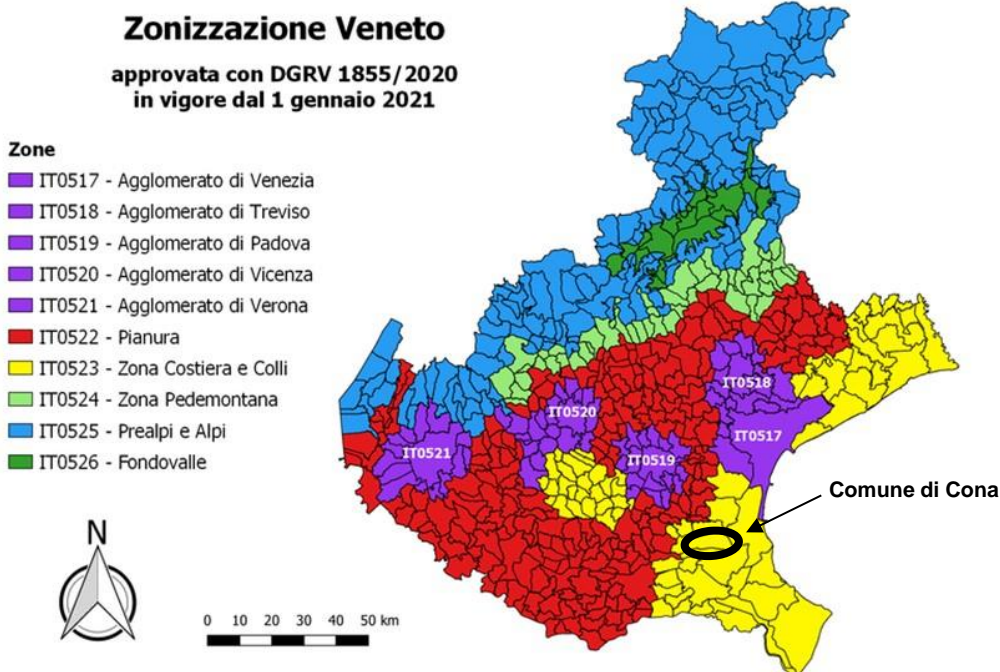 Zonizzazione Veneto
approvata con DGRV 1855/2020
in vigore dal 1 gennaio 2021
Zone
IT0517 - Agglomerato di Venezia
IT0518 - Agglomerato di Treviso
IT0519 - Agglomerato di Padova
IT0520 - Agglomerato di Vicenza
IT0521 - Agglomerato di Verona
IT0522 - Pianura
IT0523 - Zona Costiera e Colli
IT0524 - Zona Pedemontana
IT0525 - Prealpi e Alpi
IT0526 - Fondovalle
IT0518
IT0520
IT0517
IT0521
IT0519
Comune di Cona
N
0 10 20 30 40 50 km